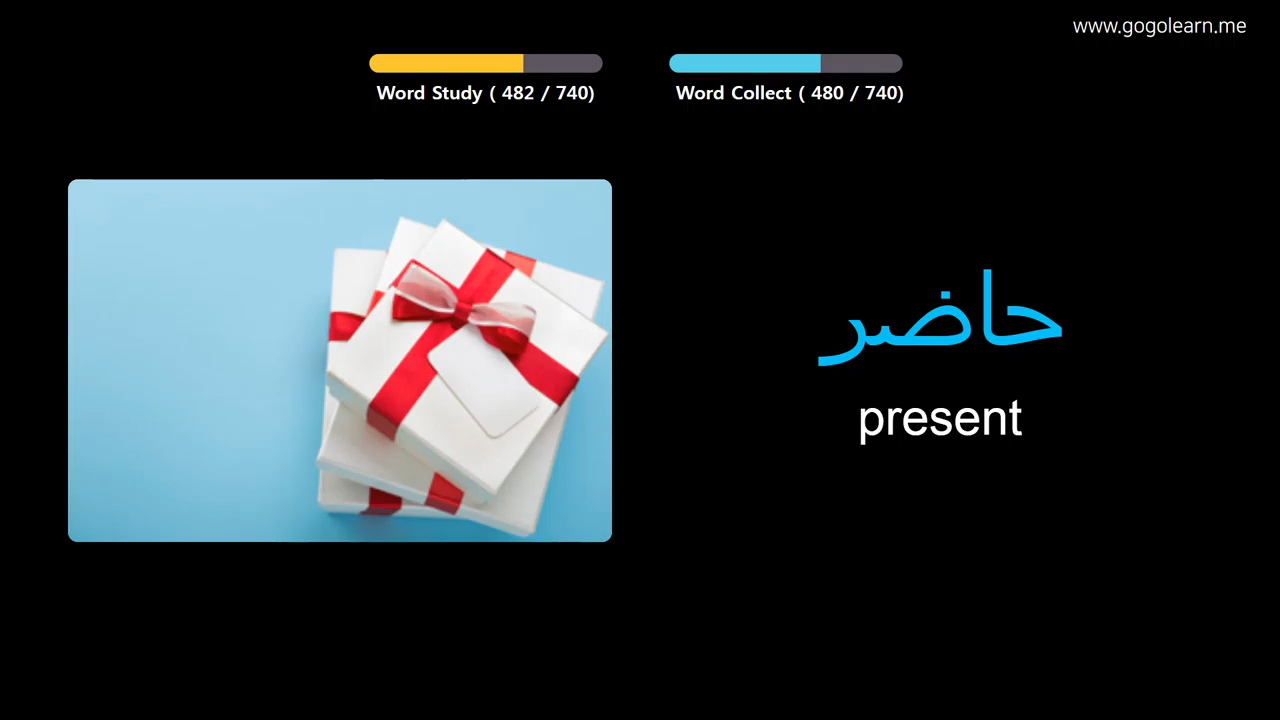 www.gogolearn.me
Word Study ( 482 / 740)
Word Collect ( 480 / 740)
حاضر
present